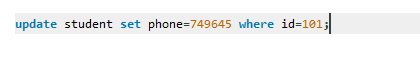 update student set phone=749645 where id=101;